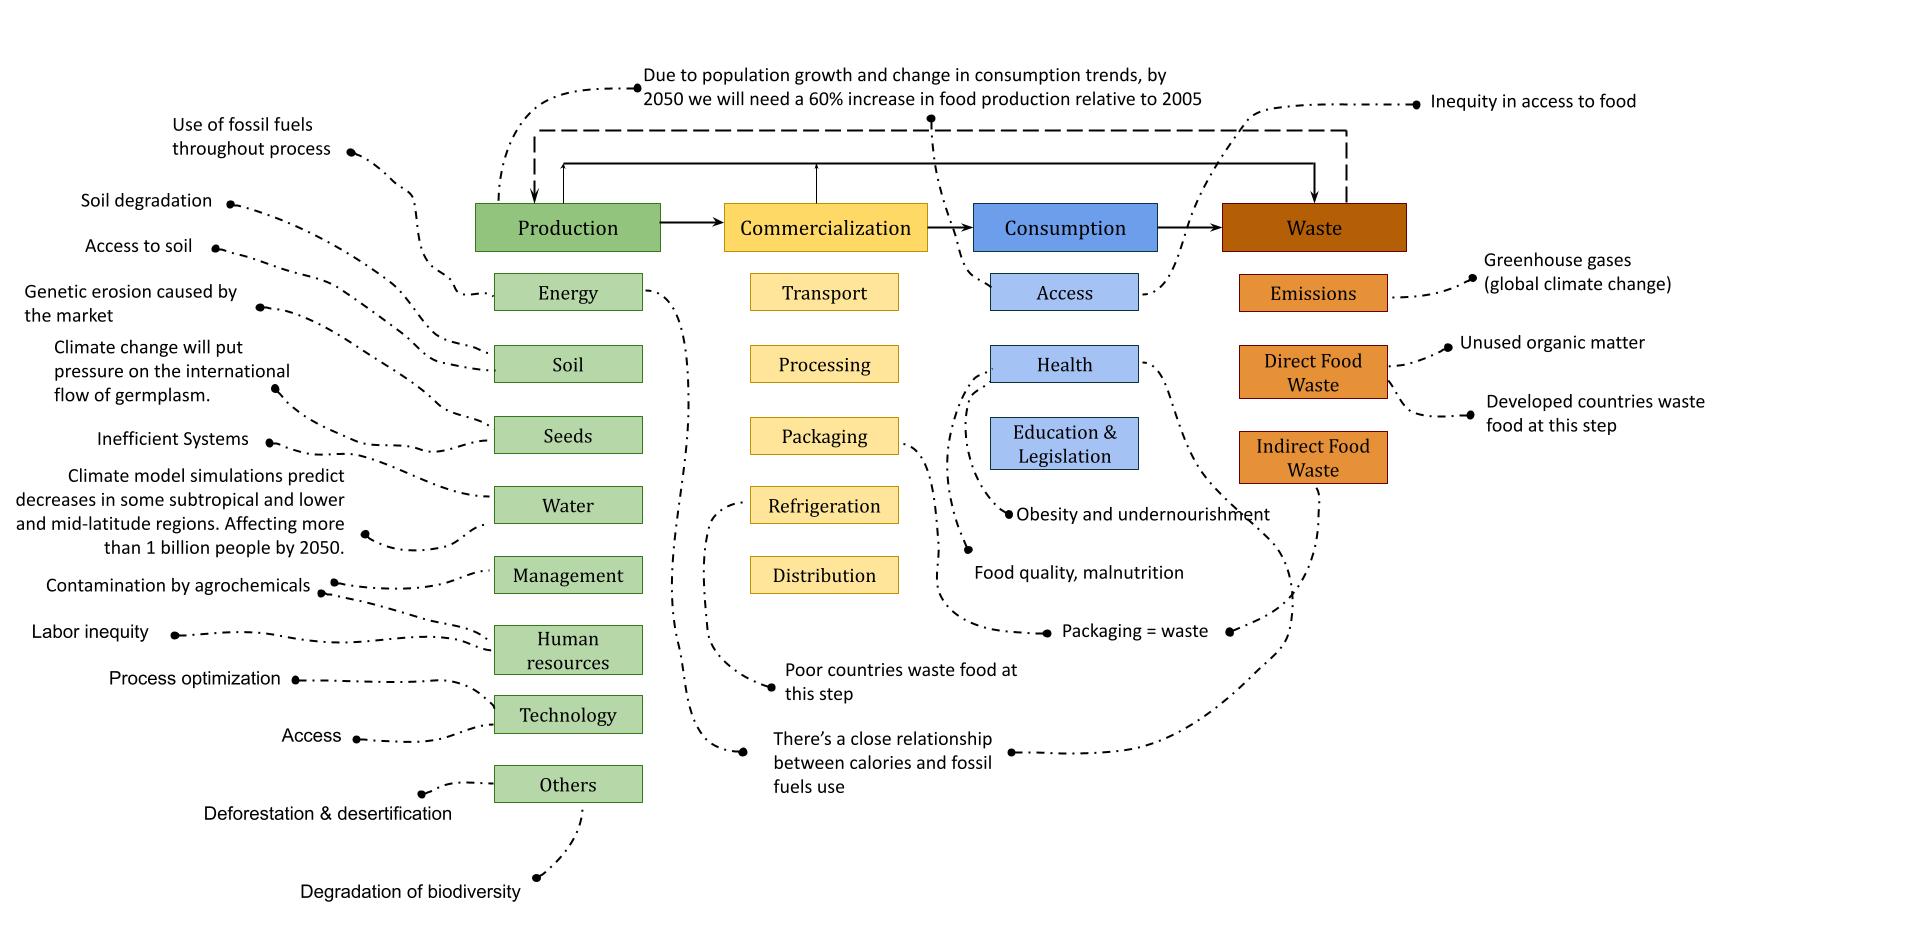 Due to population growth and change in consumption trends, by
2050 we will need a 60% increase in food production relative to 2005
Inequity in access to food
Use of fossil fuels
throughout process
Soil degradation
Access to soil
Genetic erosion caused by
the market
Climate change will put
pressure on the international
flow of germplasm.
Inefficient Systems
Climate model simulations predict
decreases in some subtropical and lower
and mid-latitude regions. Affecting more
than 1 billion people by 2050.
Contamination by agrochemicals
Labor inequity
Process optimization
Access
Deforestation & desertification
Degradation of biodiversity
Production
Energy
Soil
Seeds
Water
Management
Human
resources
Technology
Others
Commercialization
Transport
Processing
Packaging
Refrigeration
Distribution
Poor countries waste food at
this step
There’s a close relationship
between calories and fossil
fuels use
Consumption
Access
Health
Education &
Legislation
Obesity and undernourishment
Food quality, malnutrition
Packaging = waste
Waste
Emissions
Direct Food
Waste
Indirect Food
Waste
Greenhouse gases
(global climate change)
Unused organic matter
Developed countries waste
food at this step